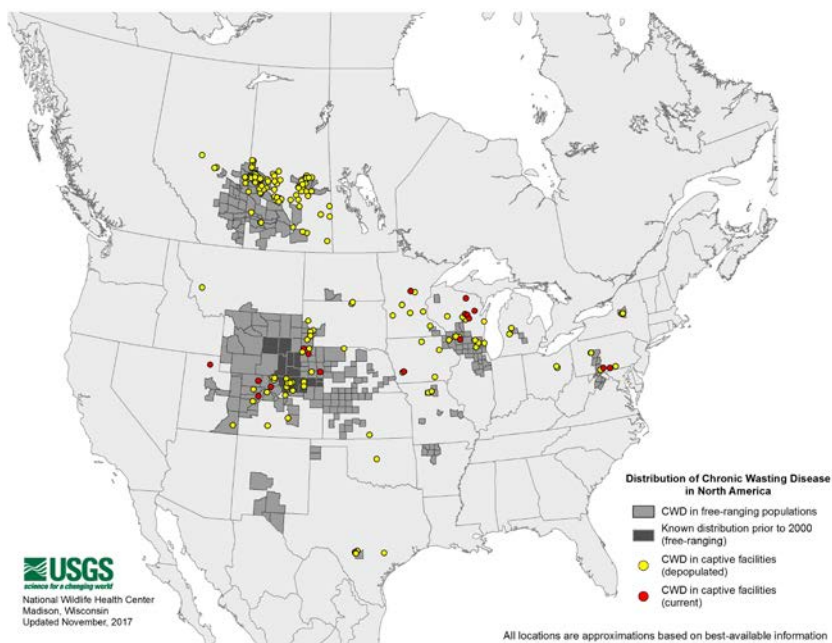 Distribution of Chronic Wasting Disease
in North America
CWD in free-ranging populations
Known distribution prior to 2000
(free-ranging)
CWD in captive facilities
(depopulated)
CWD in captive facilities
(current)
USGS
science for a changing world
National Wildlife Health Center
Madison, Wisconsin
Updated November, 2017
All locations are approximations based on best-available information